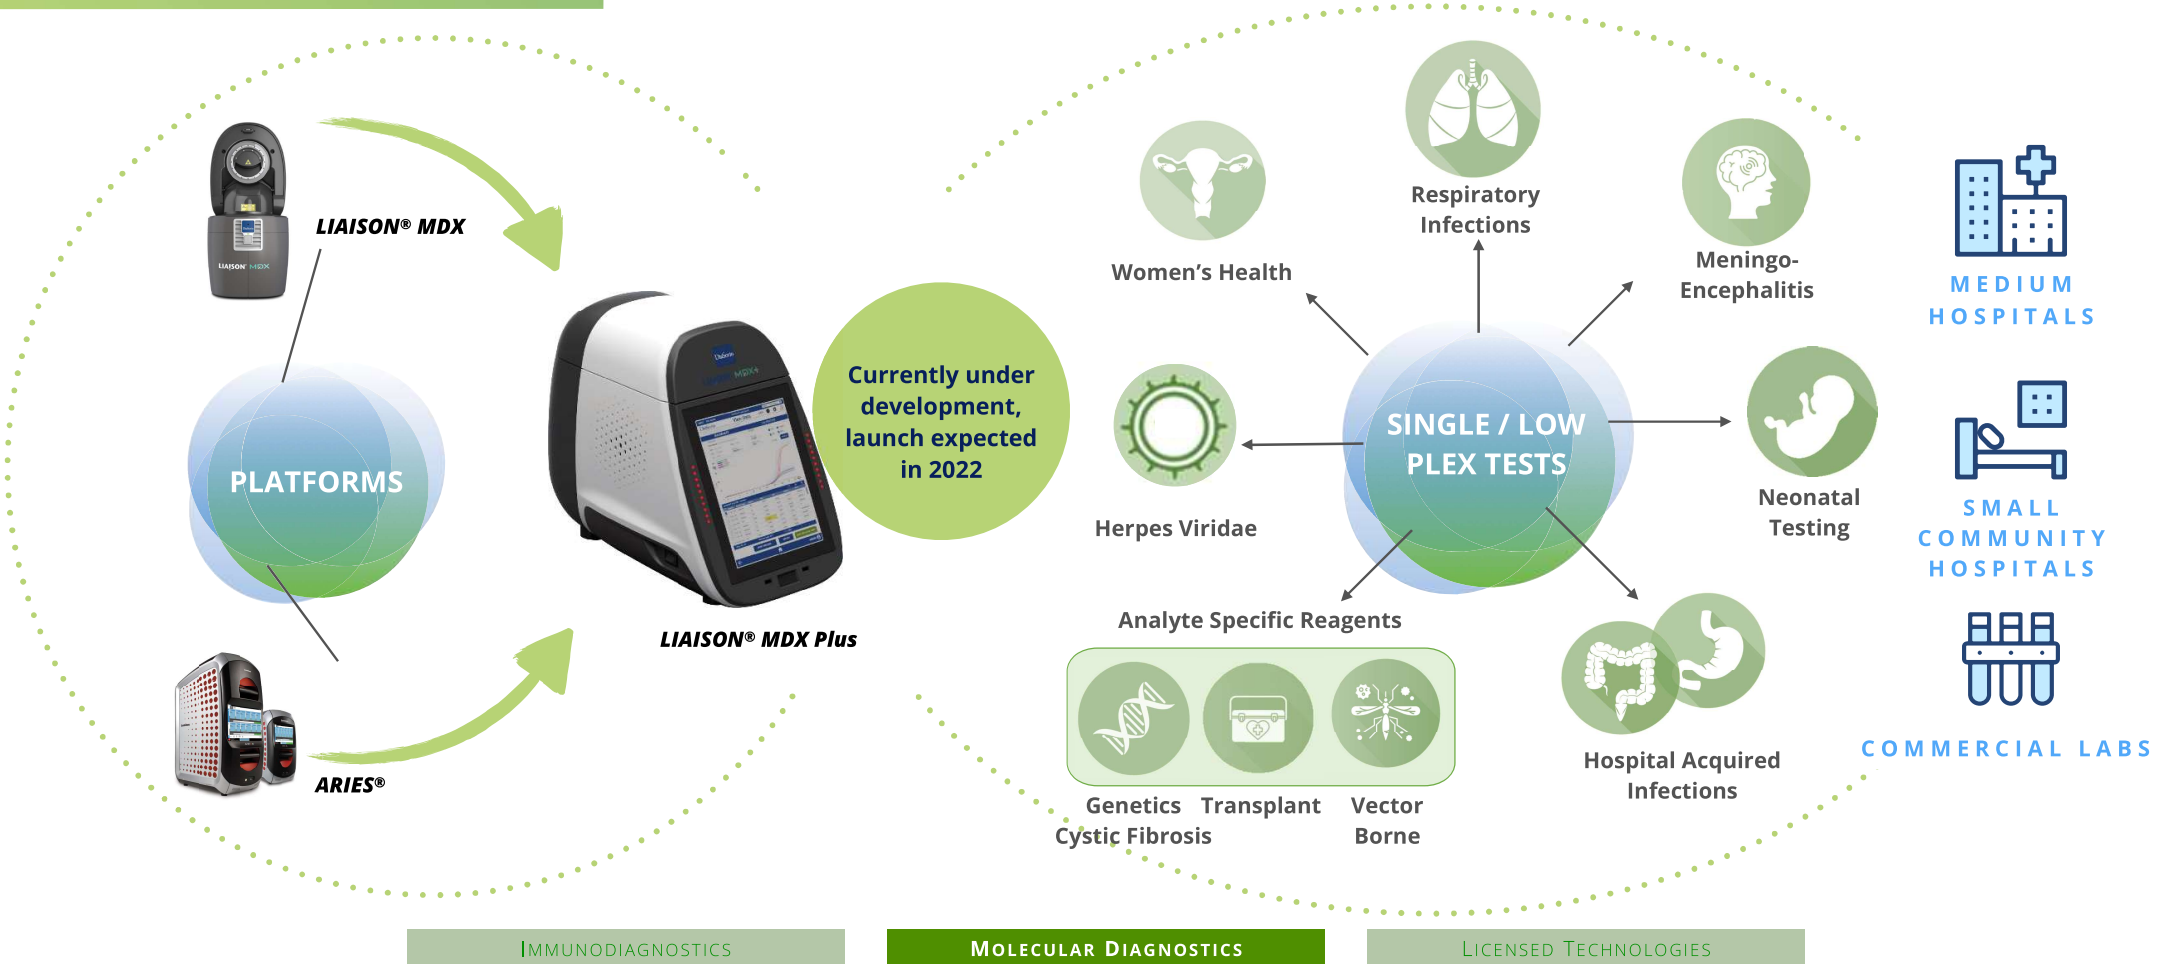 LIAISON® MDX
LIAISON® MDX
PLATFORMS
ARIES®
LIAISON® MDX Plus
Currently under
development,
launch expected
in 2022
Women’s Health
Respiratory
Infections
Meningo-
Encephalitis
Herpes Viridae
SINGLE / LOW
PLEX TESTS
Neonatal
Testing
Analyte Specific Reagents
Genetics
Cystic Fibrosis
Transplant
Vector
Borne
Hospital Acquired
Infections
MEDIUM
HOSPITALS
SMALL
COMMUNITY
HOSPITALS
COMMERCIAL LABS
IMMUNODIAGNOSTICS
MOLECULAR DIAGNOSTICS
LICENSED TECHNOLOGIES